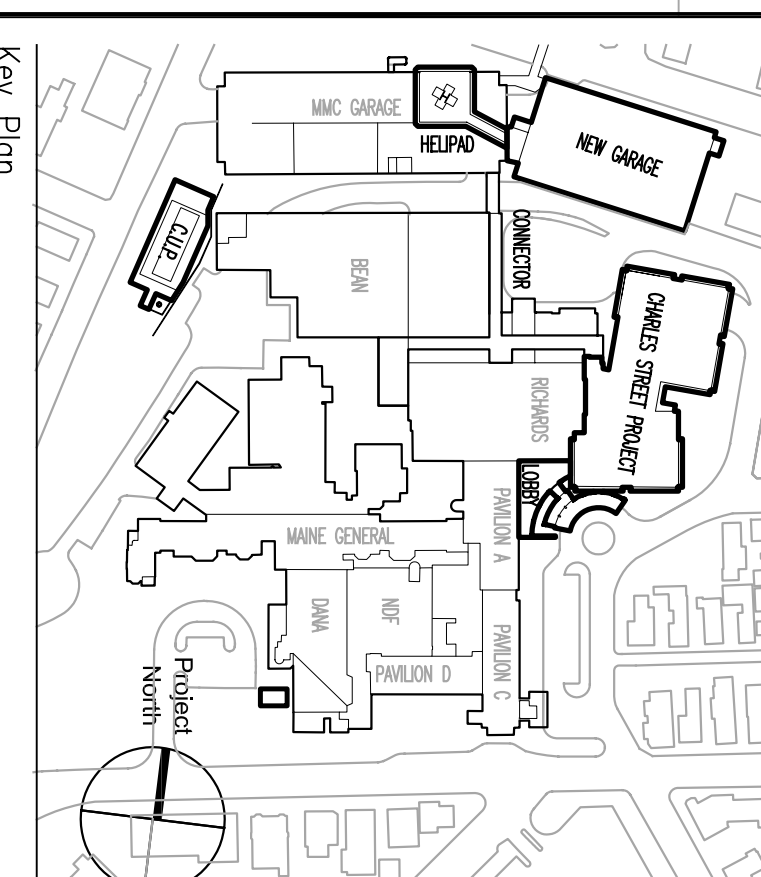 Key Plan
MMC GARAGE
HELIPAD
NEW GARAGE
C.U.P.
CONNECTOR
BEAN
CHARLES STREET PROJECT
RICHARDS
LOBBY
PAVILION A
MAINE GENERAL
DANA
NDF
PAVILION C
PAVILION D
Project
North